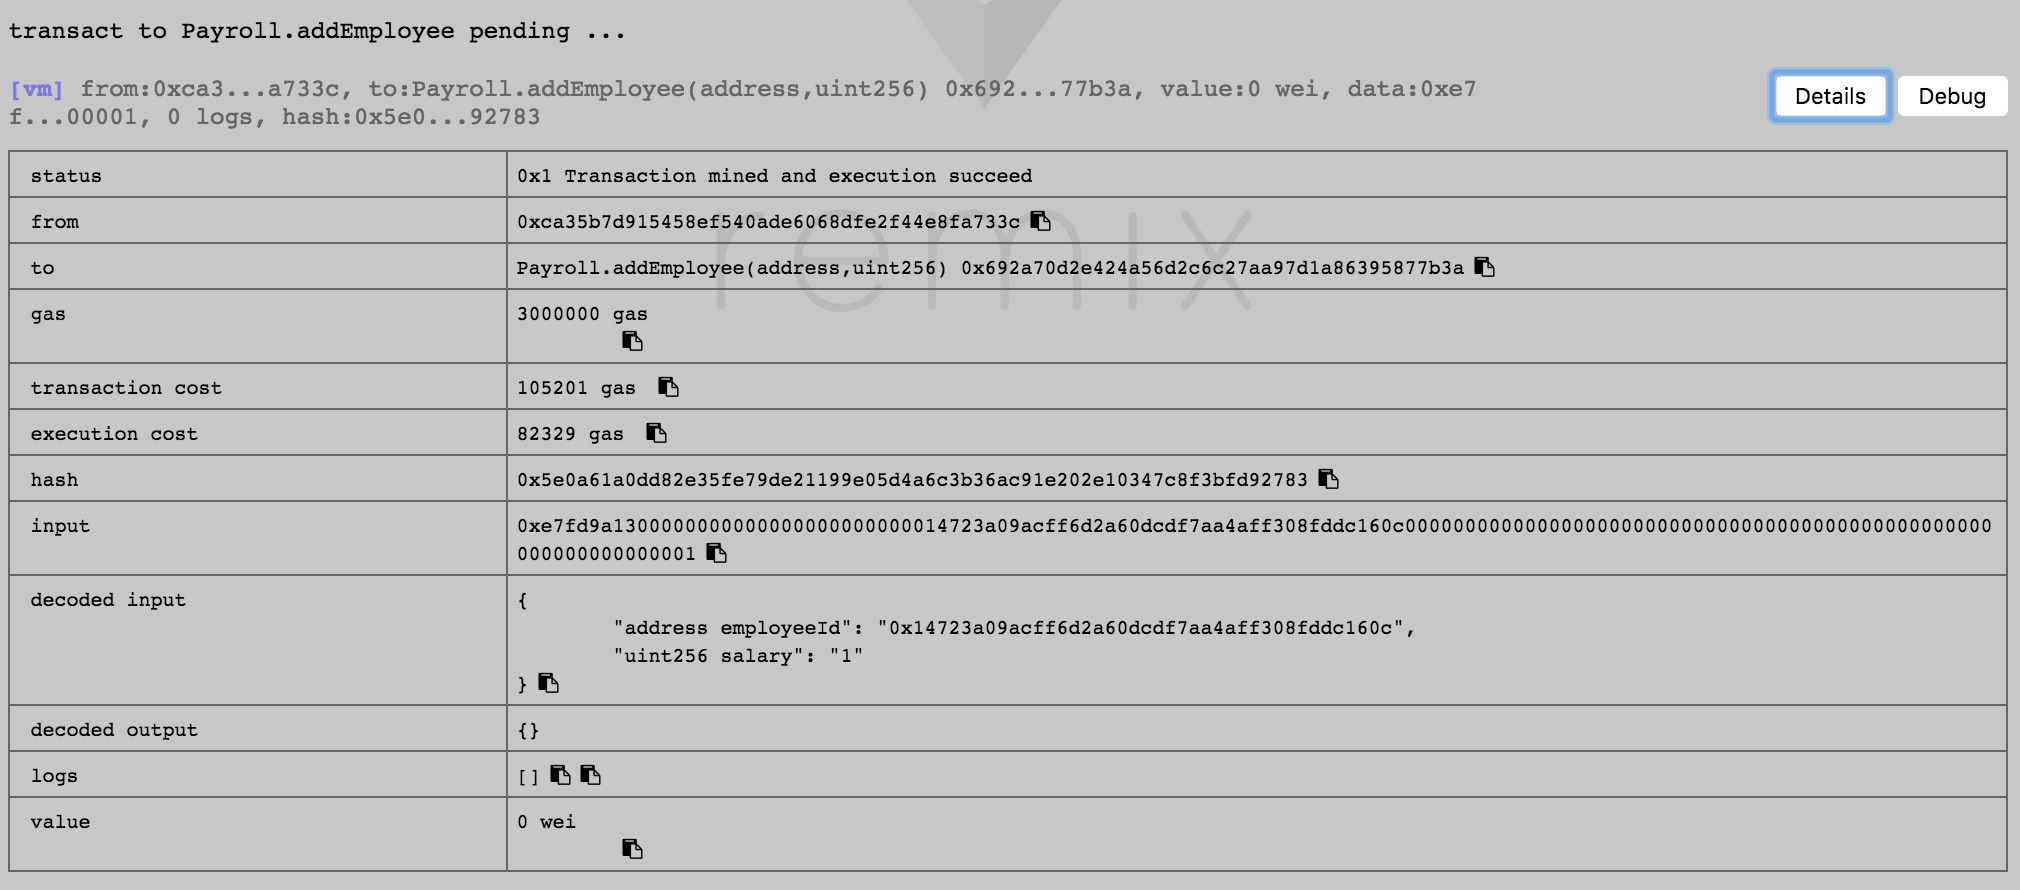 transact to Payroll.addEmployee pending ...
[vm] from:0xca3...a733c, to:Payroll.addEmployee(address,uint256) 0x692...77b3a, value:0 wei, data:0xe7
f...00001, 0 logs, hash:0x5e0...92783
Details Debug
status 0x1 Transaction mined and execution succeed
from 0xca35b7d915458ef540ade6068dfe2f44e8fa733c
to Payroll.addEmployee(address,uint256) 0x692a70d2e424a56d2c6c27aa97d1a86395877b3a
gas 3000000 gas
transaction cost 105201 gas
execution cost 82329 gas
hash 0x5e0a61a0dd82e35fe79de21199e05d4a6c3b36ac91e202e10347c8f3bfd92783
input 0xe7fd9a1300000000000000000000000014723a09acff6d2a60dcdf7aa4aff308fddc160c0000000000000000000000000000000000000000000000000
000000000000001
decoded input {
"address employeeId": "0x14723a09acff6d2a60dcdf7aa4aff308fddc160c",
"uint256 salary": "1"
}
decoded output {}
logs []
value 0 wei
remix